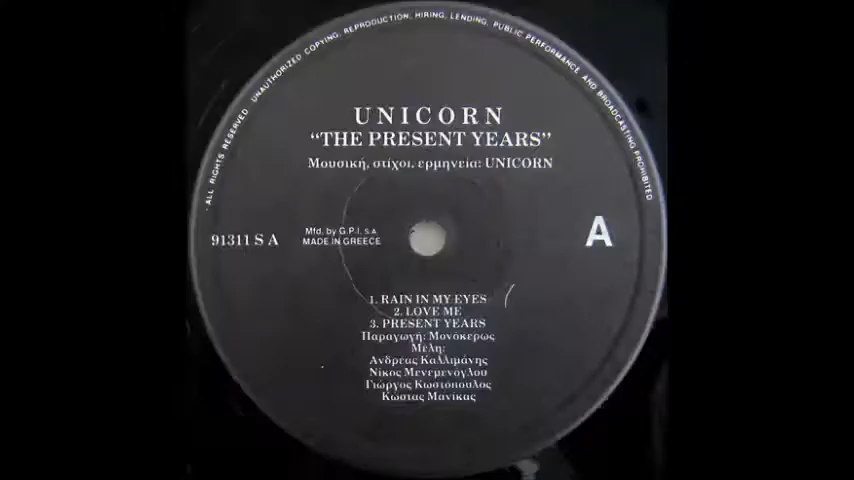 ALL RIGHTS RESERVED UNAUTHORIZED COPYING, REPRODUCTION, HIRING, LENDING, PUBLIC PERFORMANCE AND BROADCASTING PROHIBITED
UNICORN
“THE PRESENT YEARS”
Μουσική, στίχοι, ερμηνεία: UNICORN
91311 S A
Mfd. by G.P.I. S.A.
MADE IN GREECE
A
1. RAIN IN MY EYES
2. LOVE ME
3. PRESENT YEARS
Παραγωγή: Μονόκερως
Μέλη:
Ανδρέας Καλλιμάνης
Νίκος Μενεμένογλου
Γιώργος Κωστόπουλος
Κώστας Μανίκας